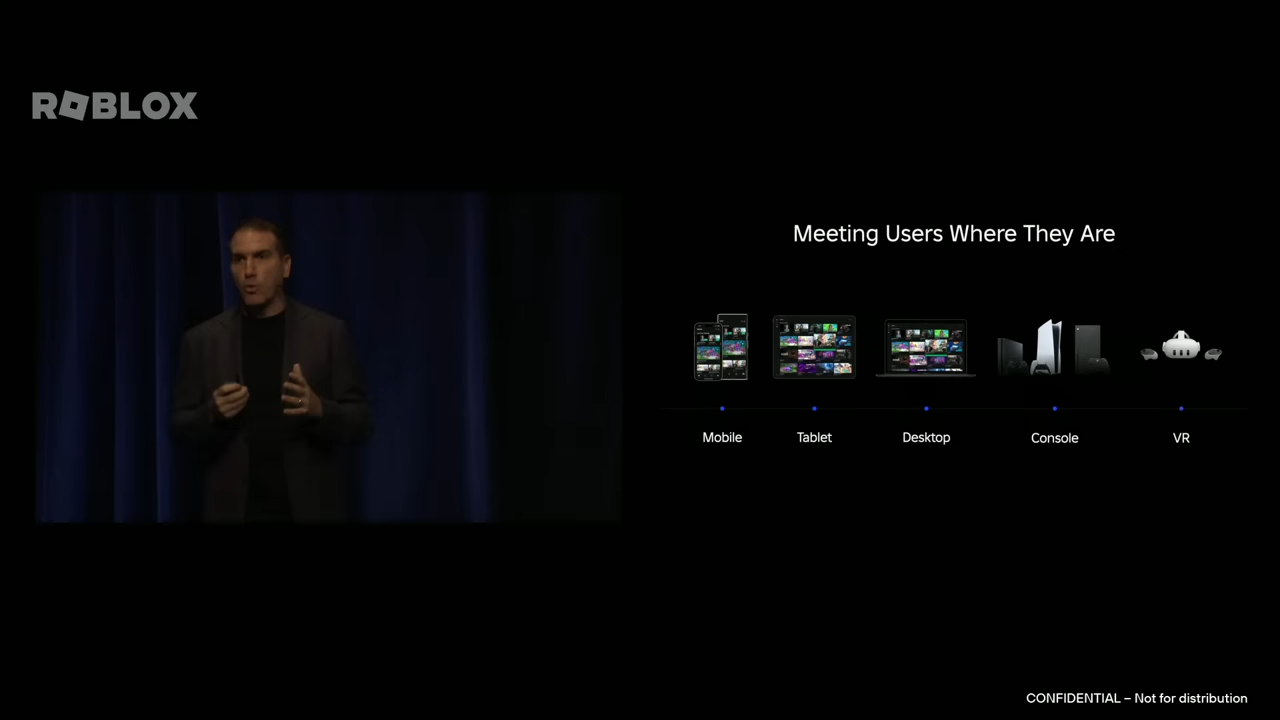 ROBLOX
Meeting Users Where They Are
Mobile
Tablet
Desktop
Console
VR
CONFIDENTIAL – Not for distribution